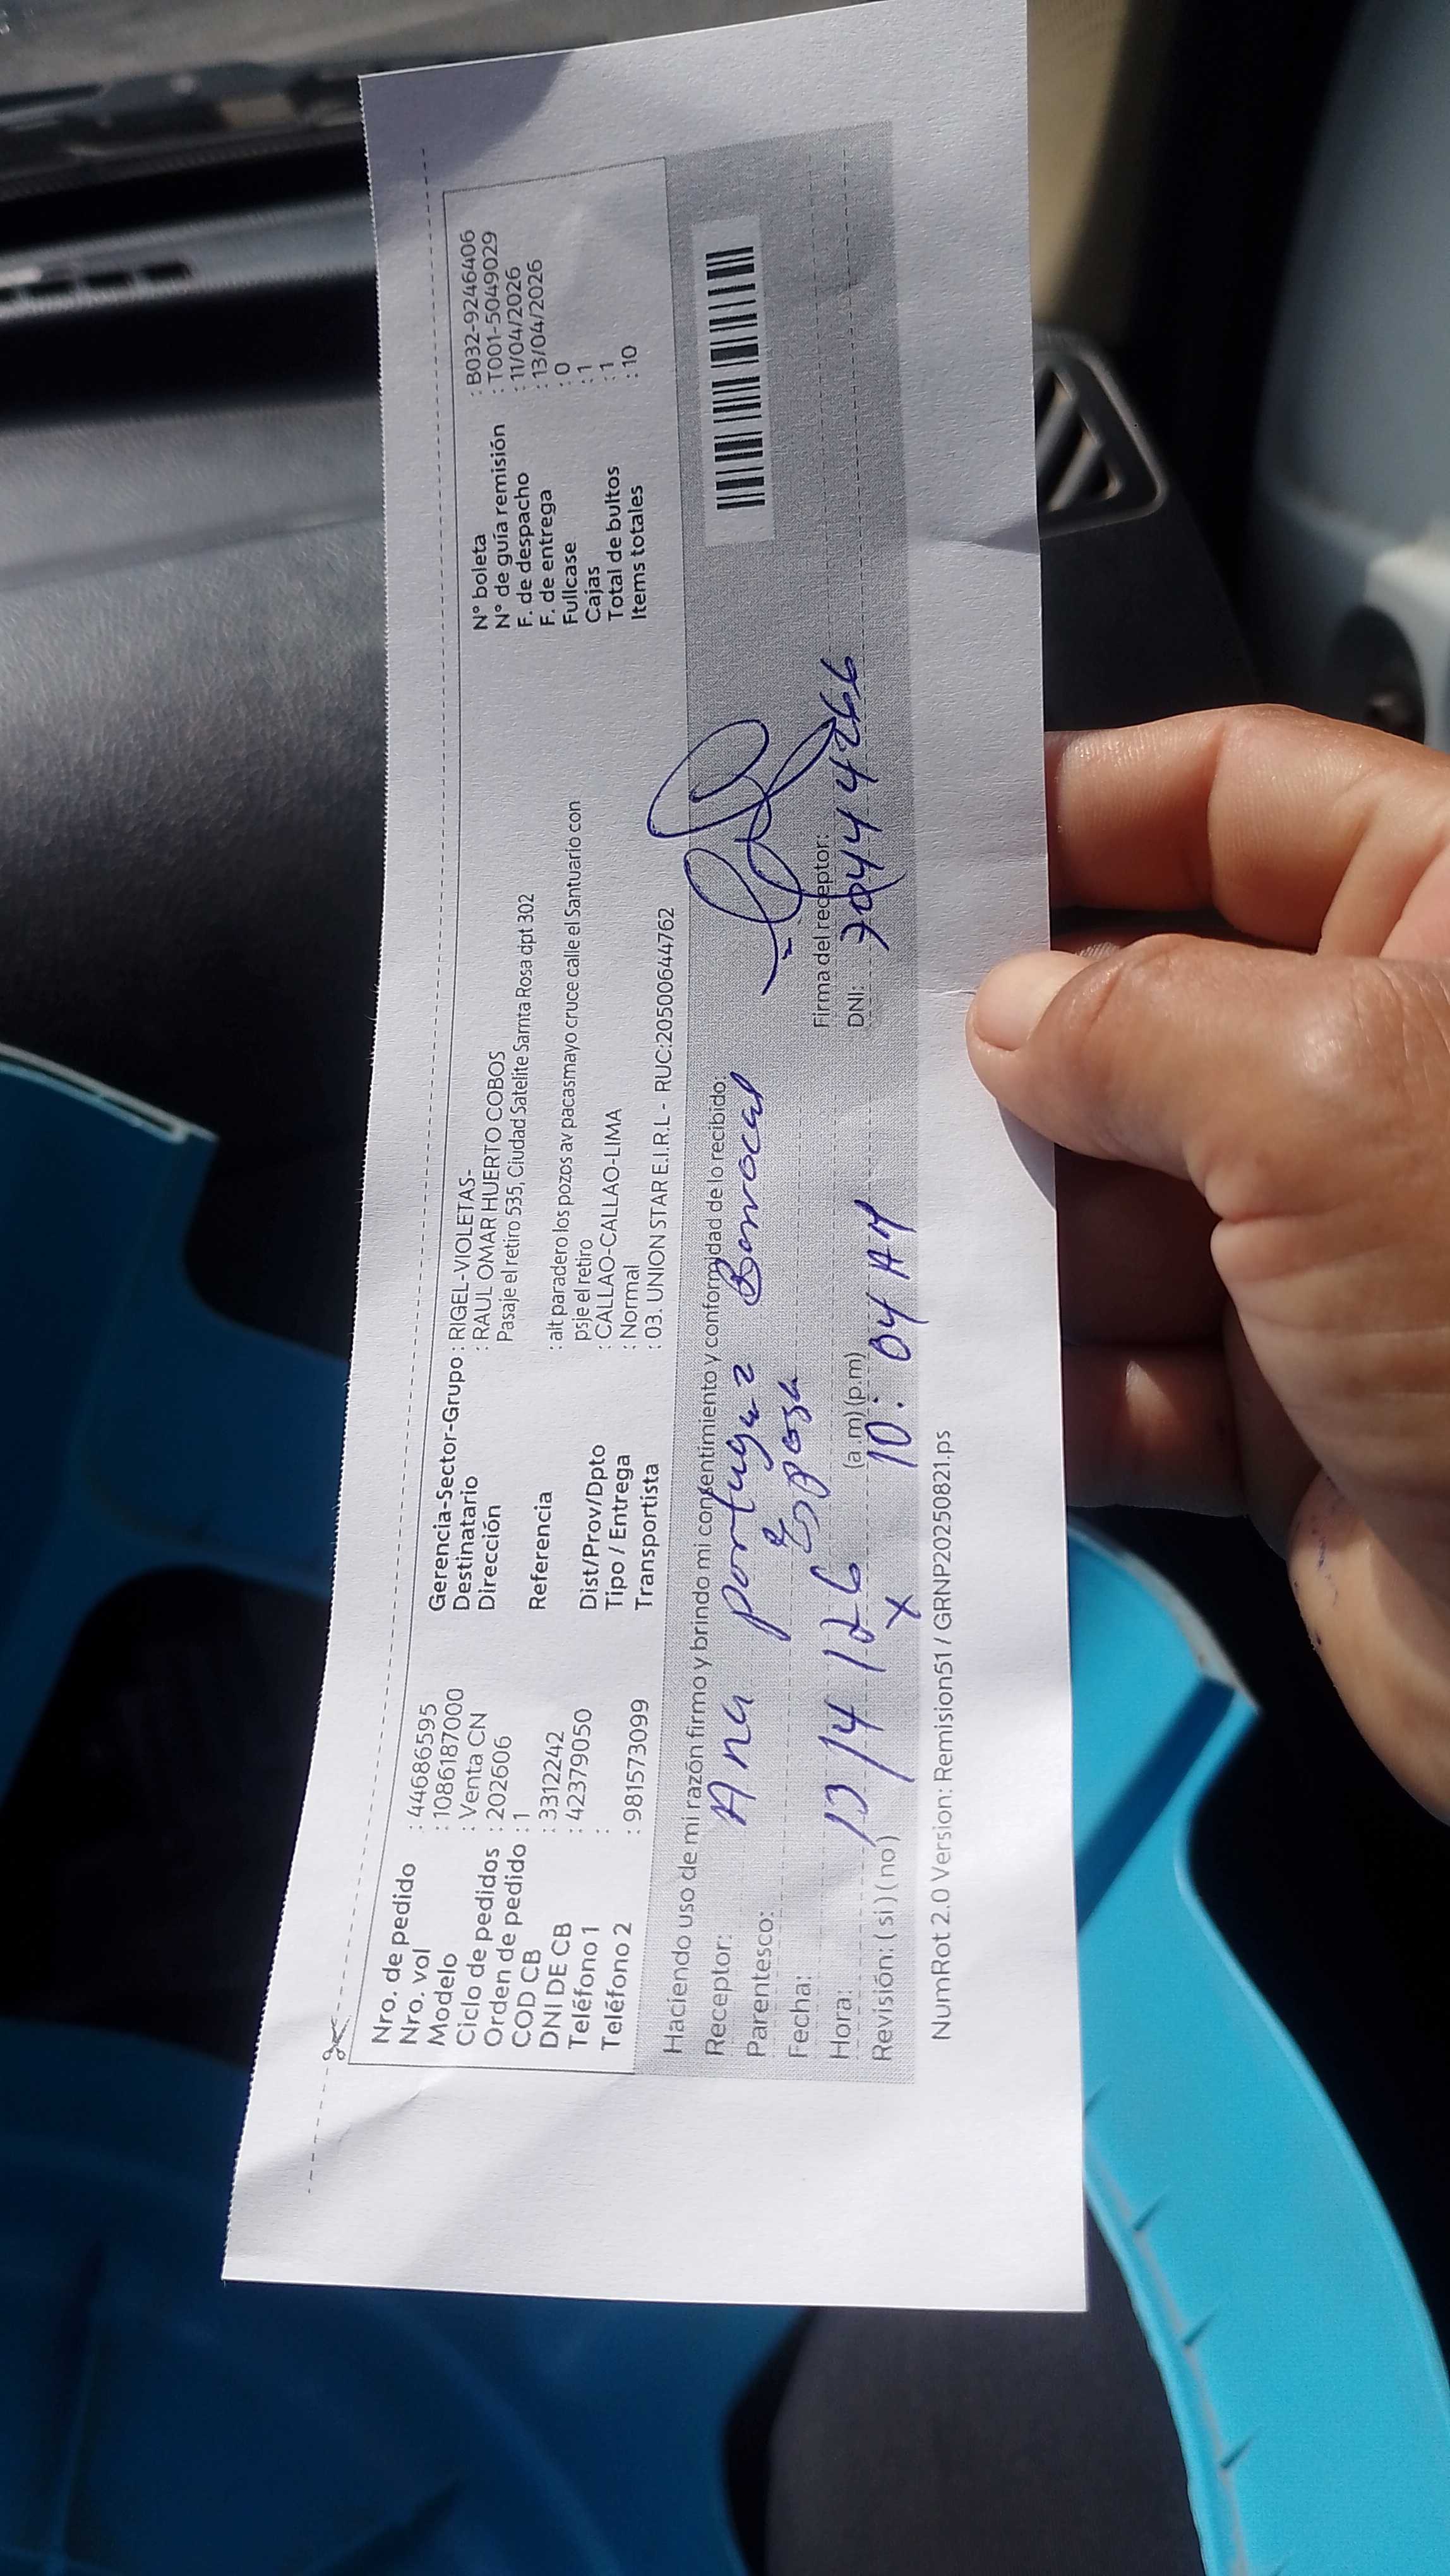 Nro. de pedido : 44686595
Nro. vol : 1086187000
Modelo : Venta CN
Ciclo de pedidos : 202606
Orden de pedido : 1
COD CB : 3312242
DNI DE CB : 42379050
Teléfono 1 :
Teléfono 2 : 981573099
Gerencia-Sector-Grupo : RIGEL-VIOLETAS-
Destinatario : RAUL OMAR HUERTO COBOS
Dirección Pasaje el retiro 535, Ciudad Satelite Samta Rosa dpt 302
Referencia : alt paradero los pozos av pacasmayo cruce calle el Santuario con
psje el retiro
Dist/Prov/Dpto : CALLAO-CALLAO-LIMA
Tipo / Entrega : Normal
Transportista : 03. UNION STAR E.I.R.L - RUC:20500644762
N° boleta : B032-9246406
N° de guía remisión : T001-5049029
F. de despacho : 11/04/2026
F. de entrega : 13/04/2026
Fullcase : 0
Cajas : 1
Total de bultos : 1
Items totales : 10
Haciendo uso de mi razón firmo y brindo mi consentimiento y conformidad de lo recibido:
Receptor: Ana portugaz
Parentesco: Esposa
Fecha: 13/4/26
Hora: (a.m) (p.m) 10:04 AM
Revisión: ( si ) ( no ) X
Firma del receptor:
DNI:
NumRot 2.0 Version: Remision51 / GRNP20250821.ps